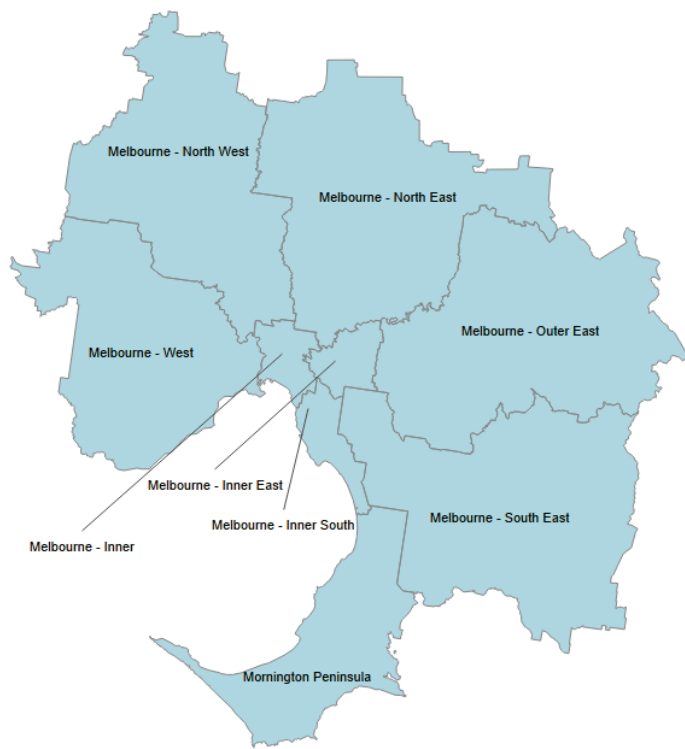 Melbourne - North West
Melbourne - North East
Melbourne - Outer East
Melbourne - West
Melbourne - Inner East
Melbourne - Inner South
Melbourne - South East
Melbourne - Inner
Mornington Peninsula